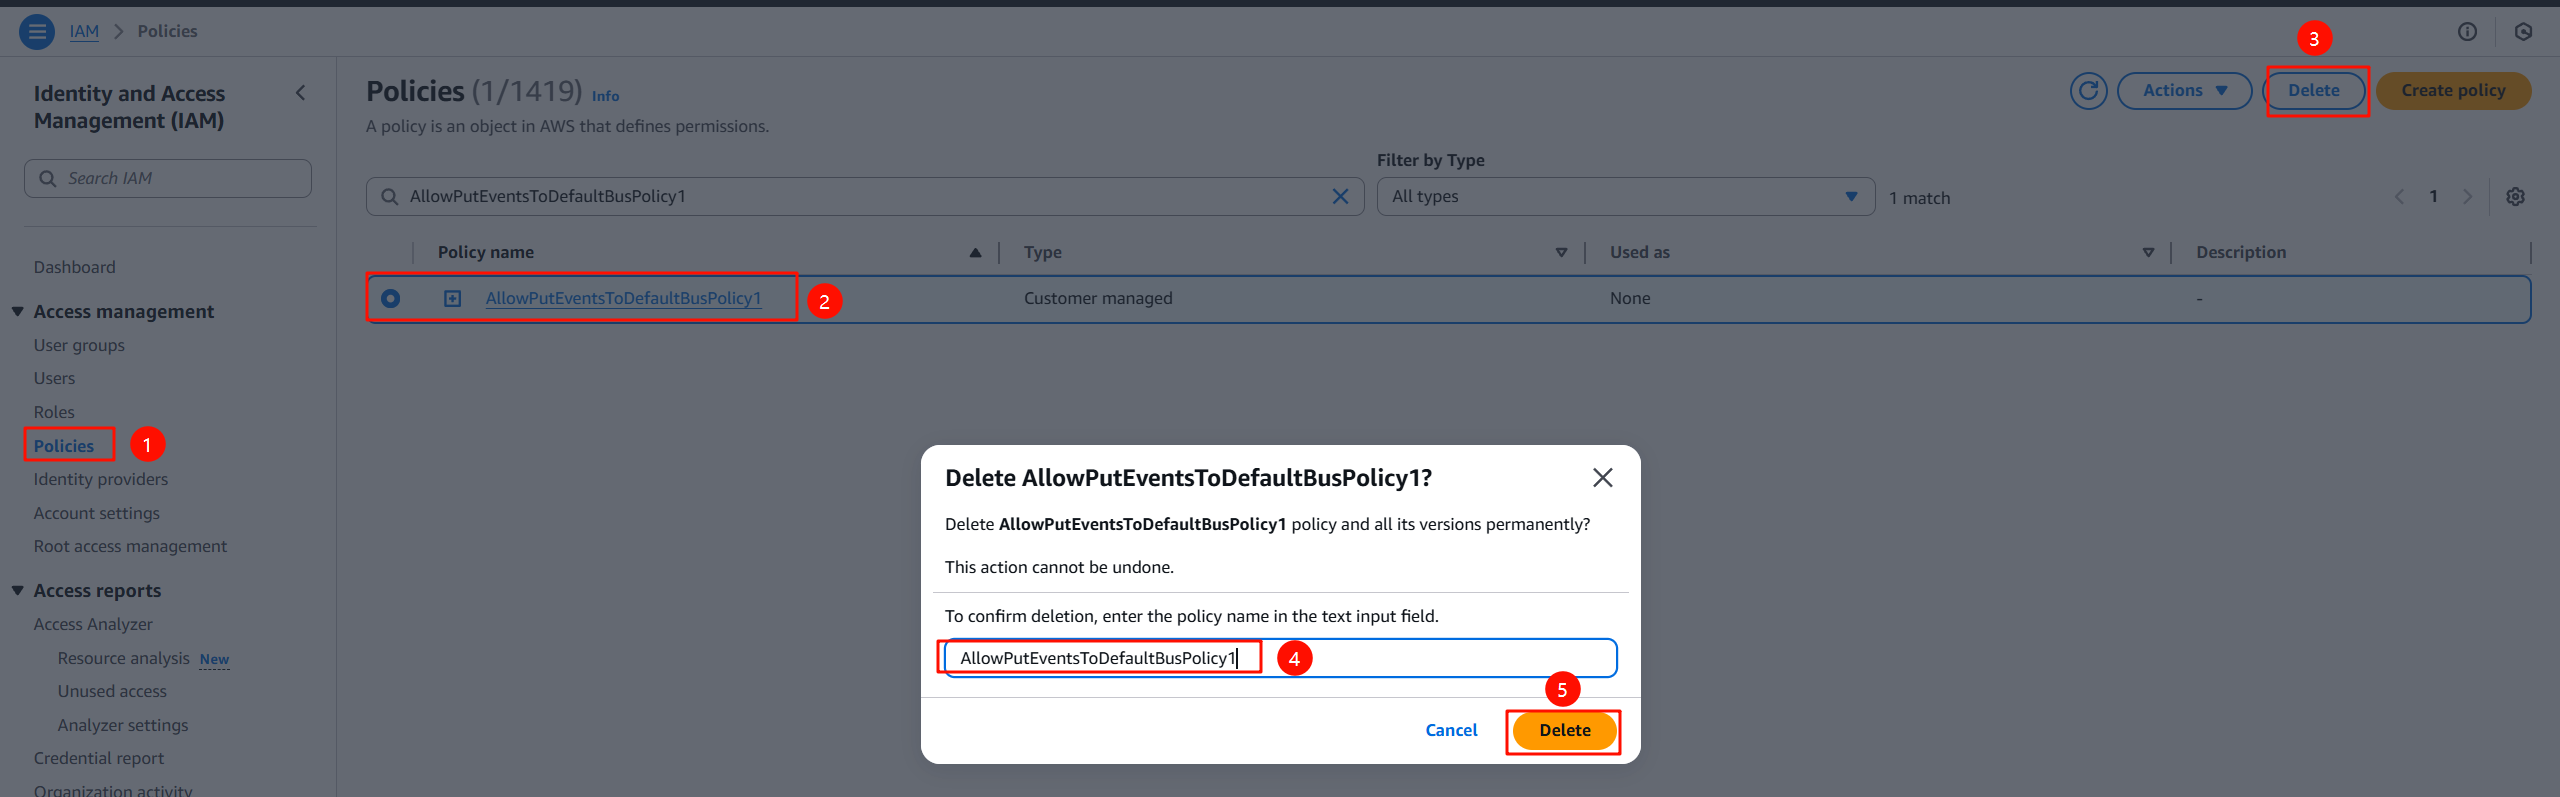 IAM > Policies
Identity and Access
Management (IAM)
Search IAM
Dashboard
Access management
User groups
Users
Roles
Policies
1
Identity providers
Account settings
Root access management
Access reports
Access Analyzer
Resource analysis New
Unused access
Analyzer settings
Credential report
Organization activity
Policies (1/1419) Info
A policy is an object in AWS that defines permissions.
3
Actions
Delete
Create policy
Filter by Type
AllowPutEventsToDefaultBusPolicy1
All types
1 match
1
Policy name
Type
Used as
Description
AllowPutEventsToDefaultBusPolicy1
2
Customer managed
None
-
Delete AllowPutEventsToDefaultBusPolicy1?
Delete AllowPutEventsToDefaultBusPolicy1 policy and all its versions permanently?
This action cannot be undone.
To confirm deletion, enter the policy name in the text input field.
AllowPutEventsToDefaultBusPolicy1
4
5
Cancel
Delete